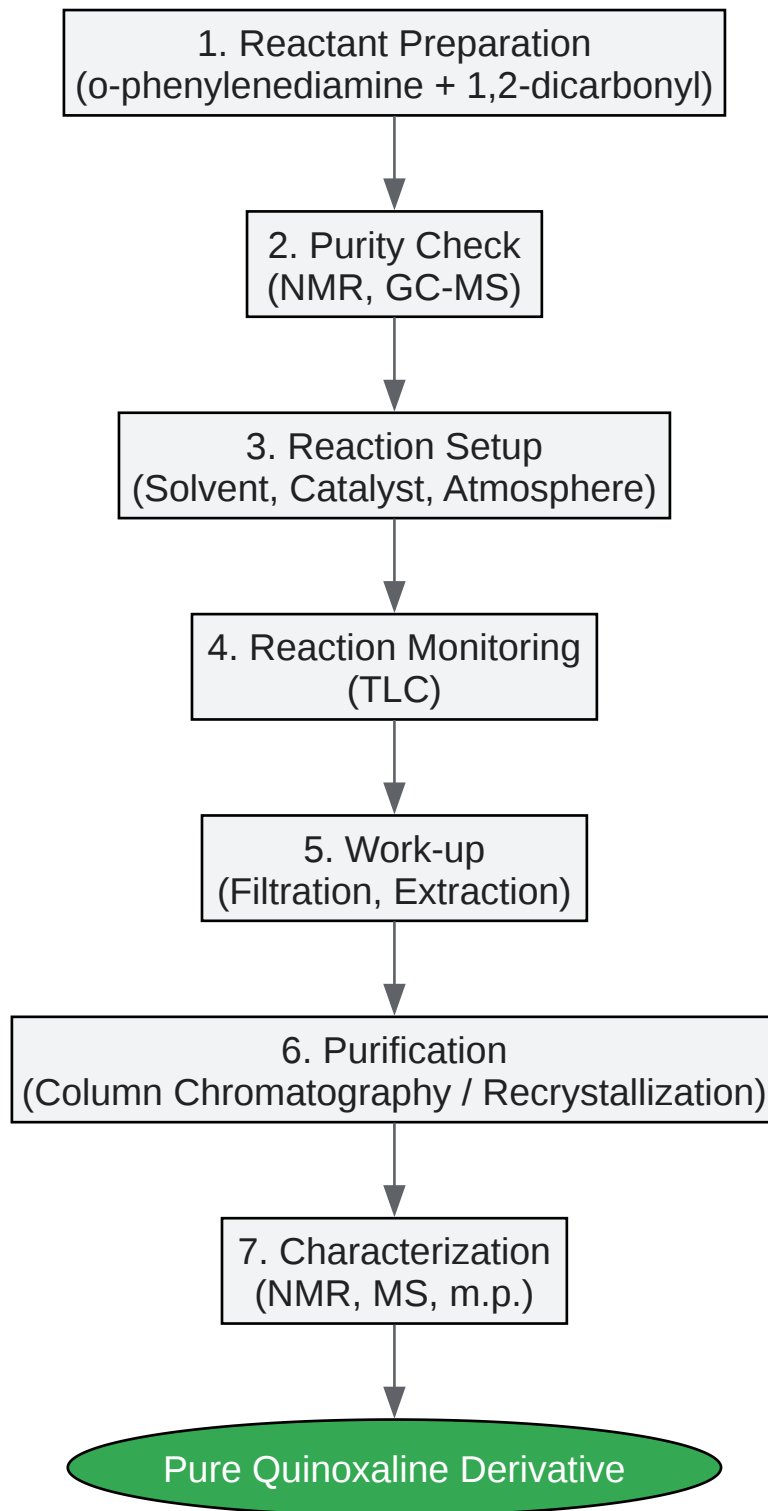 1. Reactant Preparation
(o-phenylenediamine + 1,2-dicarbonyl)
2. Purity Check
(NMR, GC-MS)
3. Reaction Setup
(Solvent, Catalyst, Atmosphere)
4. Reaction Monitoring
(TLC)
5. Work-up
(Filtration, Extraction)
6. Purification
(Column Chromatography / Recrystallization)
7. Characterization
(NMR, MS, m.p.)
Pure Quinoxaline Derivative